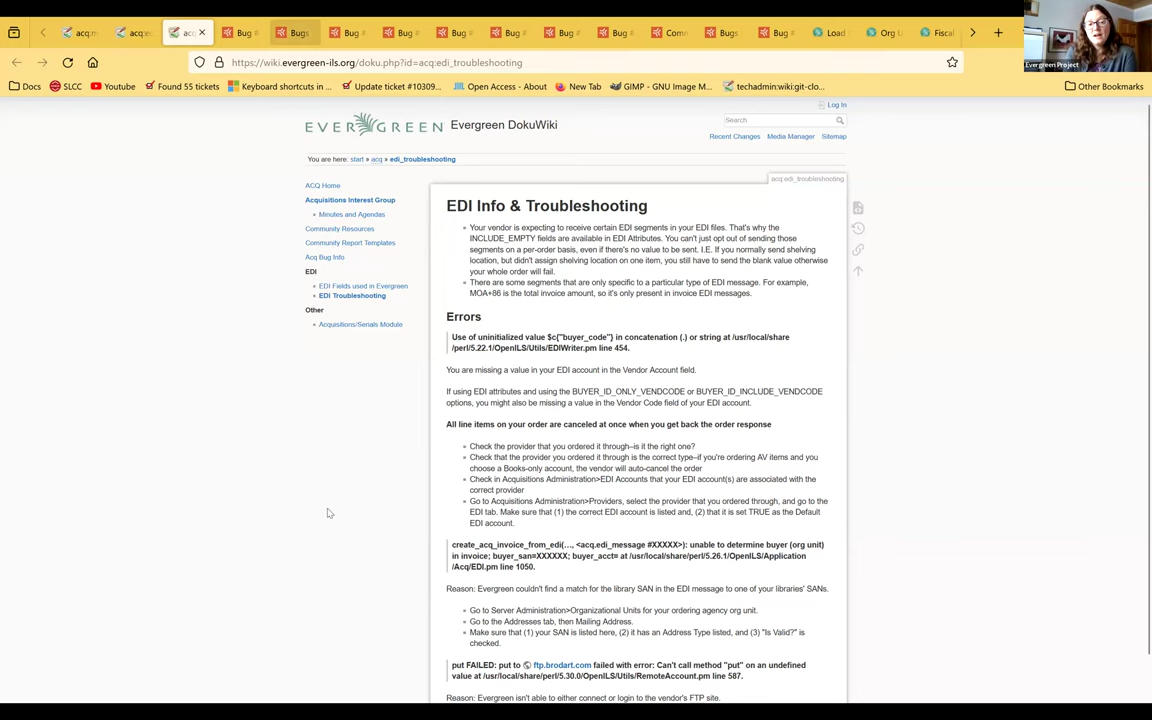 acq:
acq:
acq
Bug #
Bugs
Bug #
Bug #
Bug #
Bug #
Bug #
Bug #
Com
Bugs
Bug #
Load
Org U
Fiscal
https://wiki.evergreen-ils.org/doku.php?id=acq:edi_troubleshooting
Evergreen Project
Docs
SLCC
Youtube
Found 55 tickets
Keyboard shortcuts in ...
Update ticket #10309...
Open Access - About
New Tab
GIMP - GNU Image M...
techadmin:wiki:git-clo...
Other Bookmarks
Log In
EVERGREEN
Evergreen DokuWiki
Search
Recent Changes Media Manager Sitemap
You are here: start » acq » edi_troubleshooting
acq:edi_troubleshooting
ACQ Home
Acquisitions Interest Group
Minutes and Agendas
Community Resources
Community Report Templates
Acq Bug Info
EDI
EDI Fields used in Evergreen
EDI Troubleshooting
Other
Acquisitions/Serials Module
EDI Info & Troubleshooting
Your vendor is expecting to receive certain EDI segments in your EDI files. That's why the
INCLUDE_EMPTY fields are available in EDI Attributes. You can't just opt out of sending those
segments on a per-order basis, even if there's no value to be sent. I.E. If you normally send shelving
location, but didn't assign shelving location on one item, you still have to send the blank value otherwise
your whole order will fail.
There are some segments that are only specific to a particular type of EDI message. For example,
MOA+86 is the total invoice amount, so it's only present in invoice EDI messages.
Errors
Use of uninitialized value $c{"buyer_code"} in concatenation (.) or string at /usr/local/share
/perl/5.22.1/OpenILS/Utils/EDIWriter.pm line 454.
You are missing a value in your EDI account in the Vendor Account field.
If using EDI attributes and using the BUYER_ID_ONLY_VENDCODE or BUYER_ID_INCLUDE_VENDCODE
options, you might also be missing a value in the Vendor Code field of your EDI account.
All line items on your order are canceled at once when you get back the order response
Check the provider that you ordered it through–is it the right one?
Check that the provider you ordered it through is the correct type–if you're ordering AV items and you
choose a Books-only account, the vendor will auto-cancel the order
Check in Acquisitions Administration>EDI Accounts that your EDI account(s) are associated with the
correct provider
Go to Acquisitions Administration>Providers, select the provider that you ordered through, and go to the
EDI tab. Make sure that (1) the correct EDI account is listed and, (2) that it is set TRUE as the Default
EDI account.
create_acq_invoice_from_edi(…, <acq.edi_message #XXXXX>): unable to determine buyer (org unit)
in invoice; buyer_san=XXXXXX; buyer_acct= at /usr/local/share/perl/5.26.1/OpenILS/Application
/Acq/EDI.pm line 1050.
Reason: Evergreen couldn't find a match for the library SAN in the EDI message to one of your libraries' SANs.
Go to Server Administration>Organizational Units for your ordering agency org unit.
Go to the Addresses tab, then Mailing Address.
Make sure that (1) your SAN is listed here, (2) it has an Address Type listed, and (3) "Is Valid?" is
checked.
put FAILED: put to ftp.brodart.com failed with error: Can't call method "put" on an undefined
value at /usr/local/share/perl/5.30.0/OpenILS/Utils/RemoteAccount.pm line 587.
Reason: Evergreen isn't able to either connect or login to the vendor's FTP site.